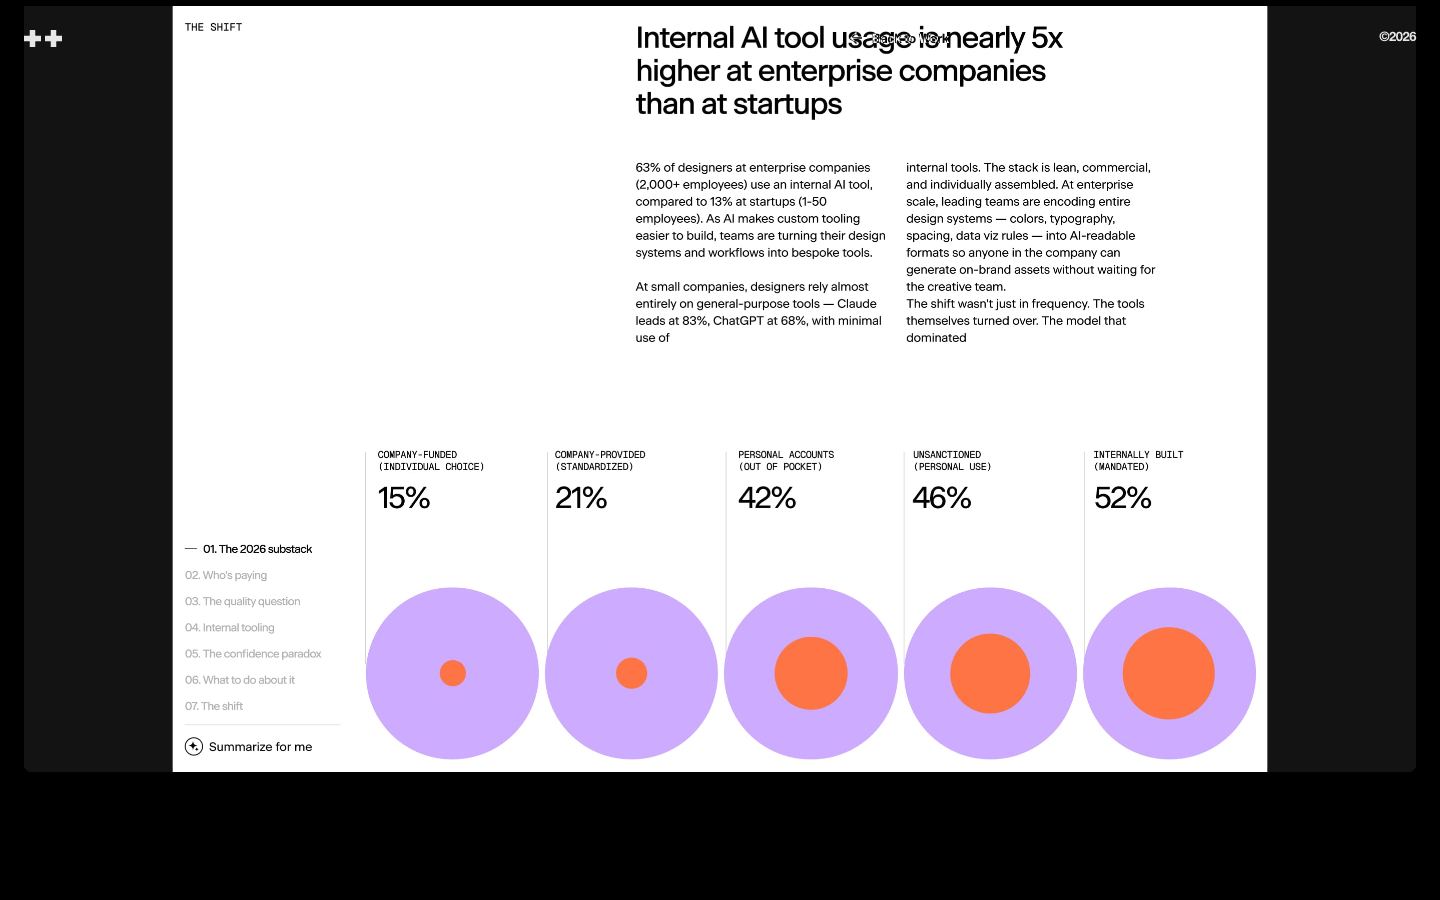 THE SHIFT
Internal AI tool usage is nearly 5x
higher at enterprise companies
than at startups
Back to Work
©2026
63% of designers at enterprise companies
(2,000+ employees) use an internal AI tool,
compared to 13% at startups (1-50
employees). As AI makes custom tooling
easier to build, teams are turning their design
systems and workflows into bespoke tools.
At small companies, designers rely almost
entirely on general-purpose tools — Claude
leads at 83%, ChatGPT at 68%, with minimal
use of
internal tools. The stack is lean, commercial,
and individually assembled. At enterprise
scale, leading teams are encoding entire
design systems — colors, typography,
spacing, data viz rules — into AI-readable
formats so anyone in the company can
generate on-brand assets without waiting for
the creative team.
The shift wasn't just in frequency. The tools
themselves turned over. The model that
dominated
COMPANY-FUNDED
(INDIVIDUAL CHOICE)
15%
COMPANY-PROVIDED
(STANDARDIZED)
21%
PERSONAL ACCOUNTS
(OUT OF POCKET)
42%
UNSANCTIONED
(PERSONAL USE)
46%
INTERNALLY BUILT
(MANDATED)
52%
01. The 2026 substack
02. Who's paying
03. The quality question
04. Internal tooling
05. The confidence paradox
06. What to do about it
07. The shift
Summarize for me